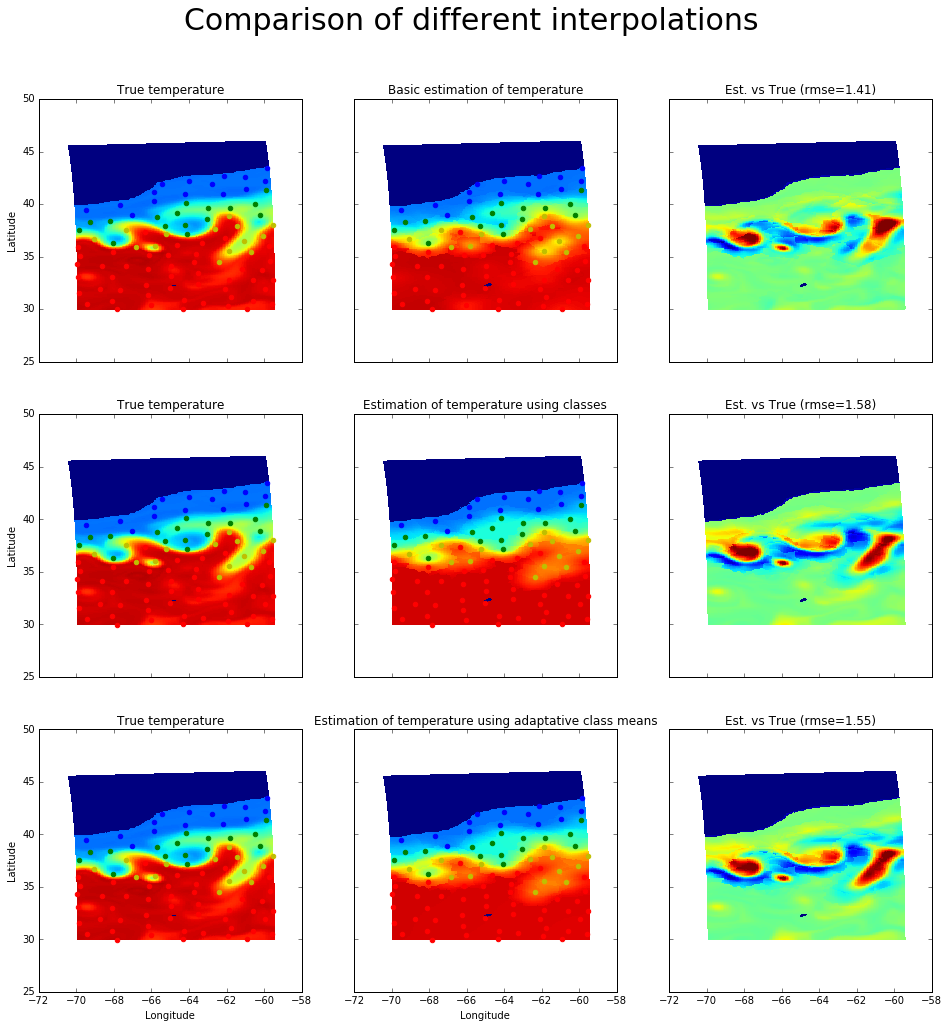 Comparison of different interpolations
True temperature
Basic estimation of temperature
Est. vs True (rmse=1.41)
50
45
40
35
30
25
Latitude
True temperature
Estimation of temperature using classes
Est. vs True (rmse=1.58)
50
45
40
35
30
25
Latitude
True temperature
Estimation of temperature using adaptative class means
Est. vs True (rmse=1.55)
50
45
40
35
30
25
Latitude
−72 −70 −68 −66 −64 −62 −60 −58
−72 −70 −68 −66 −64 −62 −60 −58
−72 −70 −68 −66 −64 −62 −60 −58
Longitude
Longitude